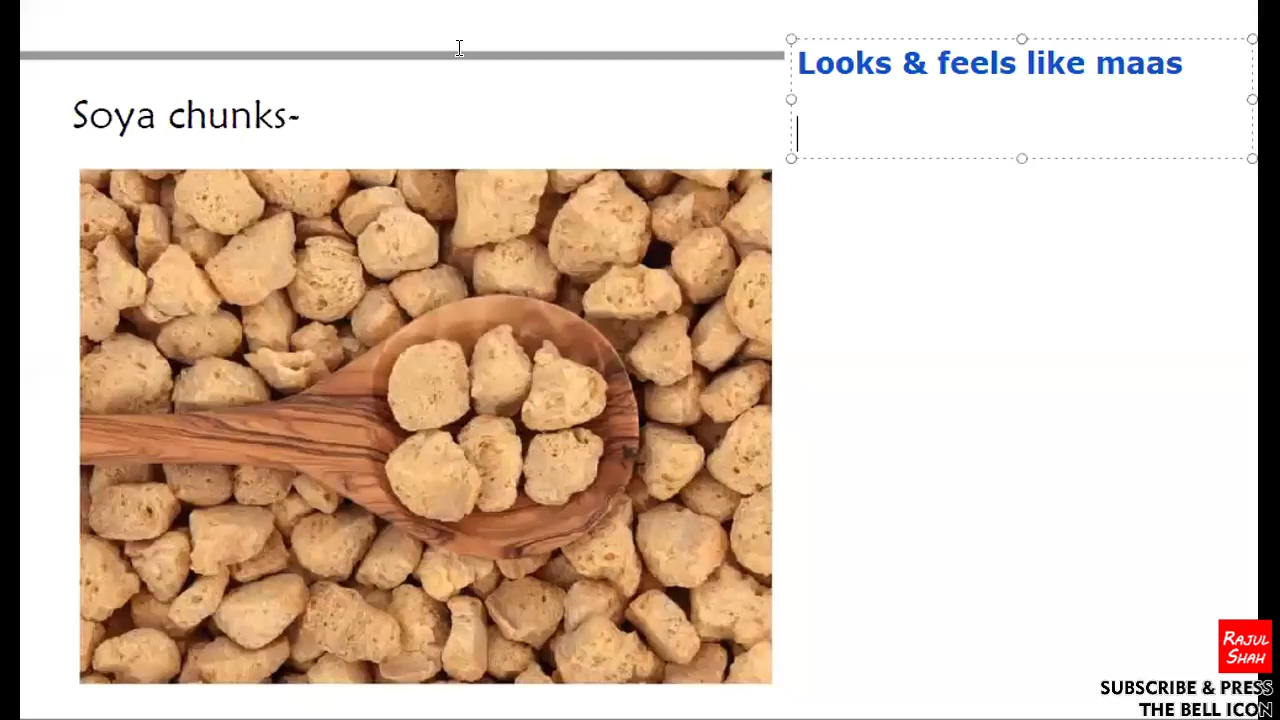 Looks & feels like maas
Soya chunks-
RAJUL
SHAH
SUBSCRIBE & PRESS
THE BELL ICON